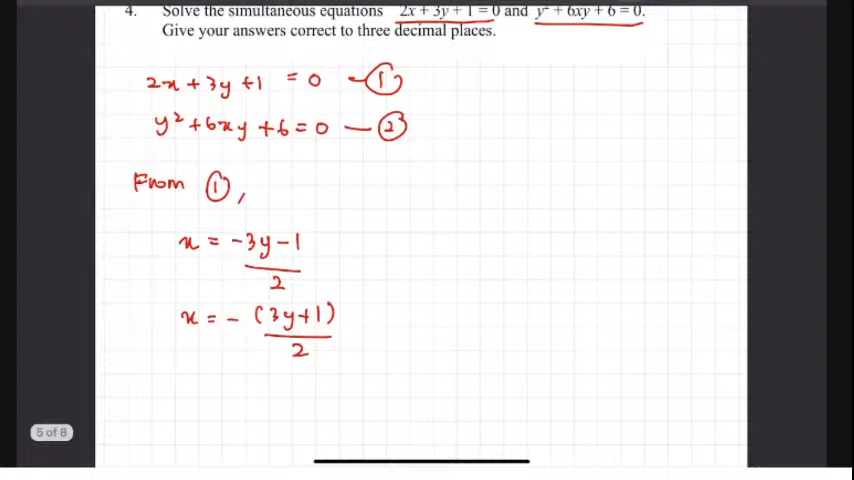 4. Solve the simultaneous equations 2x + 3y + 1 = 0 and y² + 6xy + 6 = 0.
Give your answers correct to three decimal places.
2x + 3y + 1 = 0 — ①
y² + 6xy + 6 = 0 — ②
From ①,
x = -3y - 1
2
x = - (3y + 1)
2
5 of 8